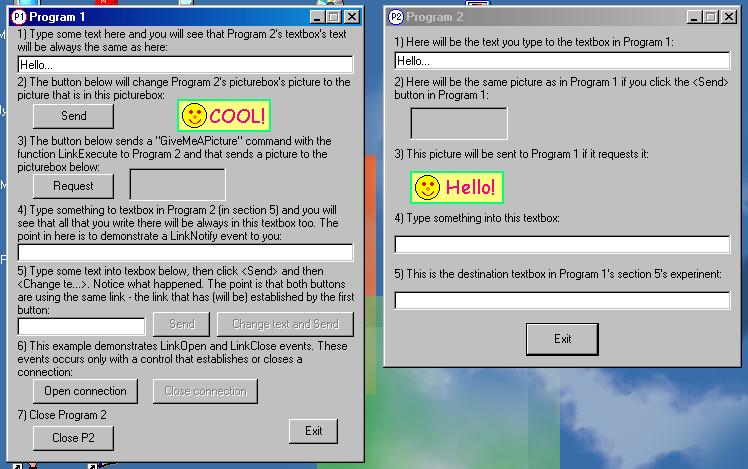 P1 Program 1
1) Type some text here and you will see that Program 2's textbox's text
will be always the same as here:
Hello...
2) The button below will change Program 2's picturebox's picture to the
picture that is in this picturebox:
Send
COOL!
3) The button below sends a "GiveMeAPicture" command with the
function LinkExecute to Program 2 and that sends a picture to the
picturebox below:
Request
4) Type something to textbox in Program 2 (in section 5) and you will
see that all that you write there will be always in this textbox too. The
point in here is to demonstrate a LinkNotify event to you:
5) Type some text into texbox below, then click <Send> and then
<Change te...>. Notice what happened. The point is that both buttons
are using the same link - the link that has (will be) established by the first
button:
Send
Change text and Send
6) This example demonstrates LinkOpen and LinkClose events. These
events occurs only with a control that establishes or closes a
connection:
Open connection
Close connection
7) Close Program 2
Close P2
Exit
P2 Program 2
1) Here will be the text you type to the textbox in Program 1:
Hello...
2) Here will be the same picture as in Program 1 if you click the <Send>
button in Program 1:
3) This picture will be sent to Program 1 if it requests it:
Hello!
4) Type something into this textbox:
5) This is the destination textbox in Program 1's section 5's experinent:
Exit